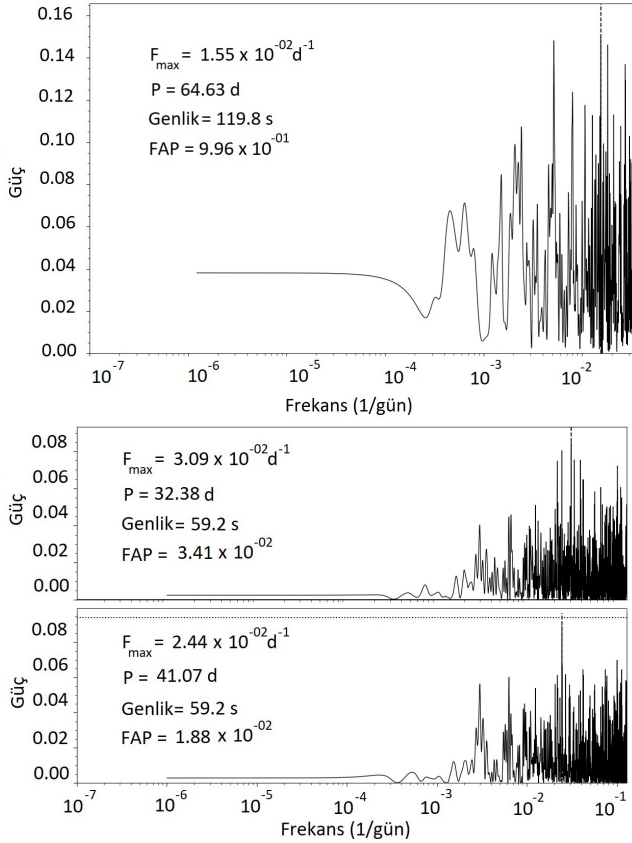 0.16
0.14
0.12
0.10
0.08
0.06
0.04
0.02
0.00
Güç
F_max = 1.55 x 10^-02 d^-1
P = 64.63 d
Genlik = 119.8 s
FAP = 9.96 x 10^-01
10^-7 10^-6 10^-5 10^-4 10^-3 10^-2
Frekans (1/gün)
0.08
0.06
0.04
0.02
0.00
Güç
F_max = 3.09 x 10^-02 d^-1
P = 32.38 d
Genlik = 59.2 s
FAP = 3.41 x 10^-02
0.08
0.06
0.04
0.02
0.00
Güç
F_max = 2.44 x 10^-02 d^-1
P = 41.07 d
Genlik = 59.2 s
FAP = 1.88 x 10^-02
10^-7 10^-6 10^-5 10^-4 10^-3 10^-2 10^-1
Frekans (1/gün)